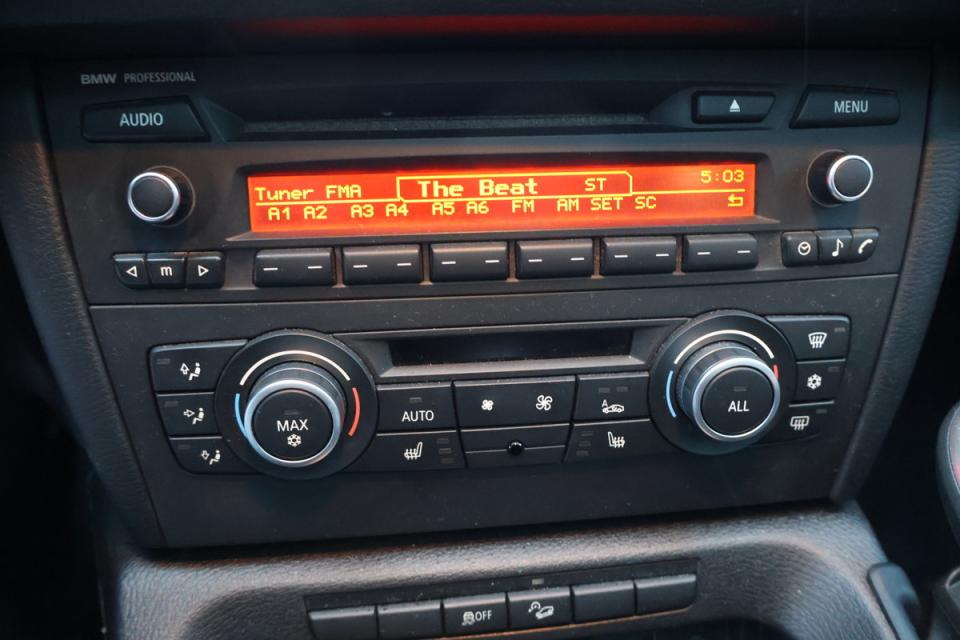 BMW PROFESSIONAL
AUDIO
MENU
Tuner FMA The Beat ST 5:03
A1 A2 A3 A4 A5 A6 FM AM SET SC
m
MAX
AUTO
A
ALL
OFF